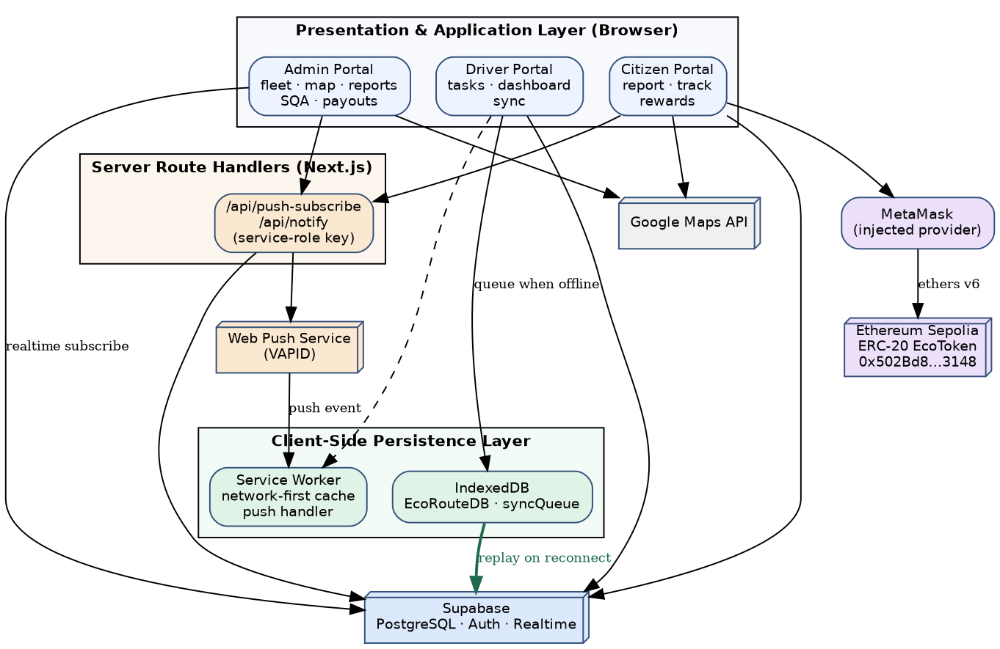 Presentation & Application Layer (Browser)
Admin Portal
fleet · map · reports
SQA · payouts
Driver Portal
tasks · dashboard
sync
Citizen Portal
report · track
rewards
Server Route Handlers (Next.js)
/api/push-subscribe
/api/notify
(service-role key)
Google Maps API
MetaMask
(injected provider)
queue when offline
ethers v6
realtime subscribe
Web Push Service
(VAPID)
Ethereum Sepolia
ERC-20 EcoToken
0x502Bd8...3148
push event
Client-Side Persistence Layer
Service Worker
network-first cache
push handler
IndexedDB
EcoRouteDB · syncQueue
replay on reconnect
Supabase
PostgreSQL · Auth · Realtime